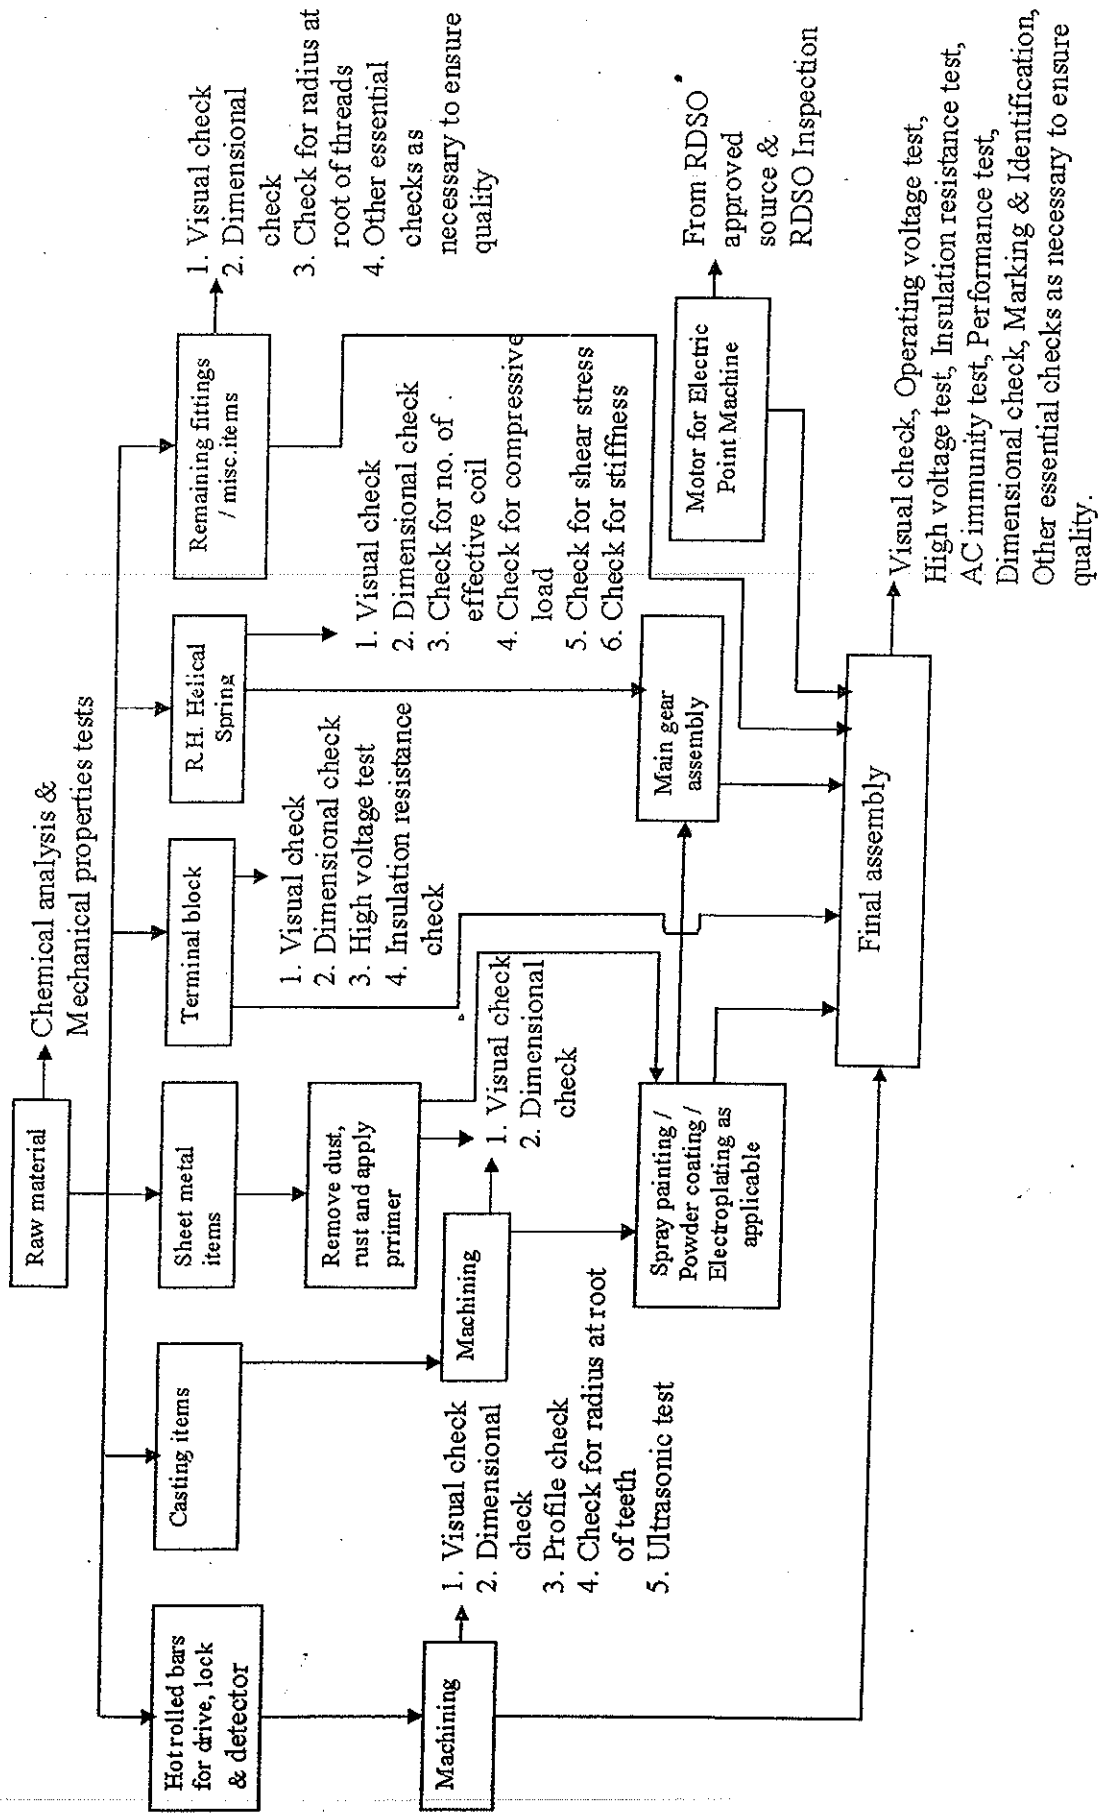 Raw material
Chemical analysis &
Mechanical properties tests
Hotrolled bars
for drive, lock
& detector
Casting items
Sheet metal
items
Terminal block
R.H. Helical
Spring
Remaining fittings
/ misc.items
1. Visual check
2. Dimensional
check
3. Check for radius at
root of threads
4. Other essential
checks as
necessary to ensure
quality
Remove dust,
rust and apply
prrimer
1. Visual check
2. Dimensional check
3. High voltage test
4. Insulation resistance
check
1. Visual check
2. Dimensional check
3. Check for no. of
effective coil
4. Check for compressive
load
5. Check for shear stress
6. Check for stiffness
Machining
1. Visual check
2. Dimensional
check
3. Profile check
4. Check for radius at root
of teeth
5. Ultrasonic test
Machining
1. Visual check
2. Dimensional
check
Spray painting /
Powder coating /
Electroplating as
applicable
Main gear
assembly
Motor for Electric
Point Machine
From RDSO
approved
source &
RDSO Inspection
Final assembly
Visual check, Operating voltage test,
High voltage test, Insulation resistance test,
AC immunity test, Performance test,
Dimensional check, Marking & Identification,
Other essential checks as necessary to ensure
quality.